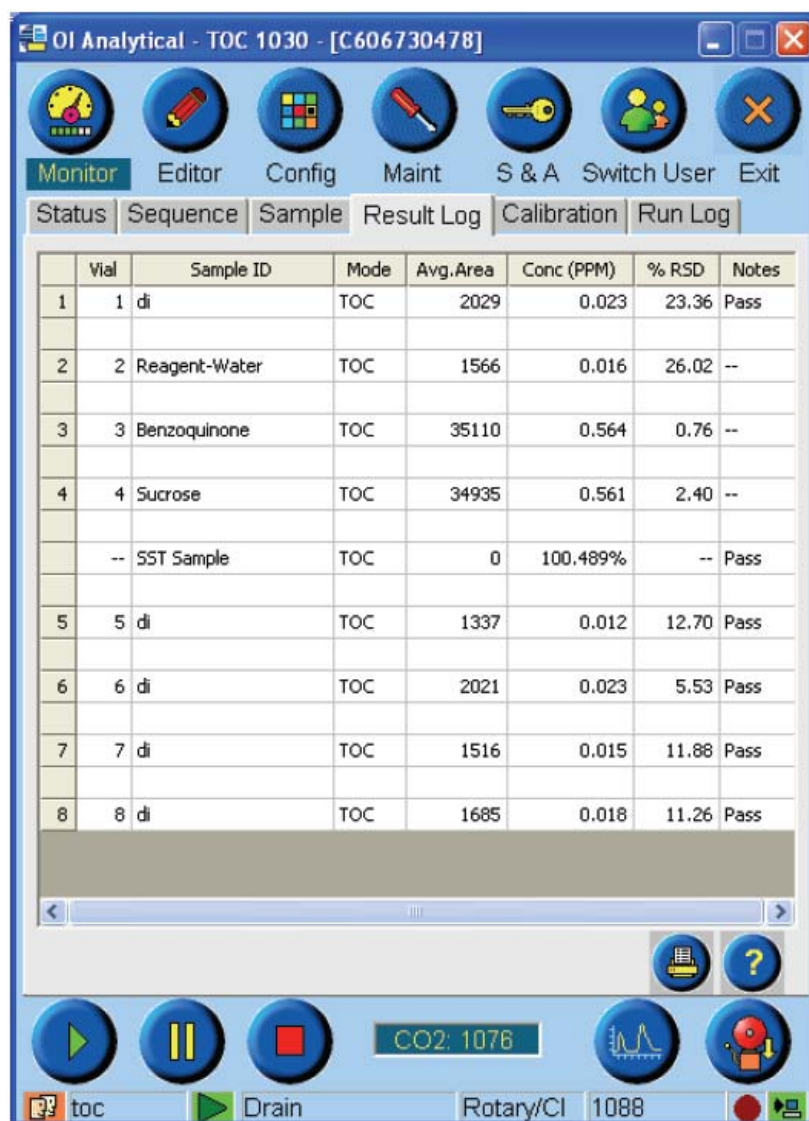 OI Analytical - TOC 1030 - [C606730478]
Monitor Editor Config Maint S & A Switch User Exit
Status Sequence Sample Result Log Calibration Run Log
Vial Sample ID Mode Avg.Area Conc (PPM) % RSD Notes
1 1 di TOC 2029 0.023 23.36 Pass
2 2 Reagent-Water TOC 1566 0.016 26.02 --
3 3 Benzoquinone TOC 35110 0.564 0.76 --
4 4 Sucrose TOC 34935 0.561 2.40 --
-- SST Sample TOC 0 100.489% -- Pass
5 5 di TOC 1337 0.012 12.70 Pass
6 6 di TOC 2021 0.023 5.53 Pass
7 7 di TOC 1516 0.015 11.88 Pass
8 8 di TOC 1685 0.018 11.26 Pass
?
CO2: 1076
toc Drain Rotary/CI 1088